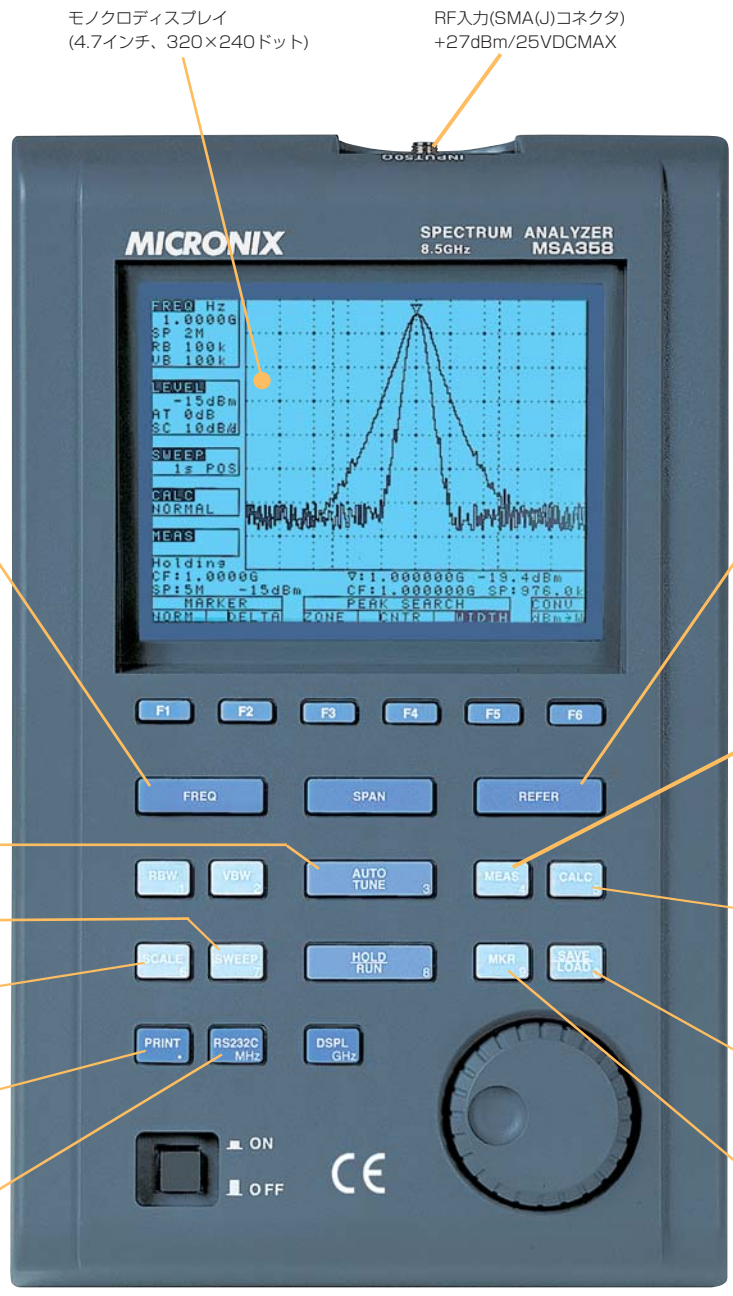 モノクロディスプレイ
(4.7インチ、320×240ドット)
RF入力(SMA(J)コネクタ)
+27dBm/25VDCMAX
INPUT50Ω
MICRONIX
SPECTRUM ANALYZER
8.5GHz MSA358
FREQ Hz
1.0000G
SP 2M
RB 100k
VB 100k
LEVEL
-15dBm
AT 0dB
SC 10dB/d
SWEEP
1s POS
CALC
NORMAL
MEAS
Holding
CF:1.0000G ▽:1.000000G -19.4dBm
SP:5M -15dBm CF:1.000000G SP:976.0k
MARKER PEAK SEARCH CONV
NORM DELTA ZONE CNTR WIDTH dBm→W
F1 F2 F3 F4 F5 F6
FREQ SPAN REFER
RBW 1 VBW 2 AUTO TUNE 3 MEAS 4 CALC 5
SCALE 6 SWEEP 7 HOLD RUN 8 MKR 9 SAVE LOAD
PRINT . RS232C MHz DSPL GHz
ON
OFF
CE